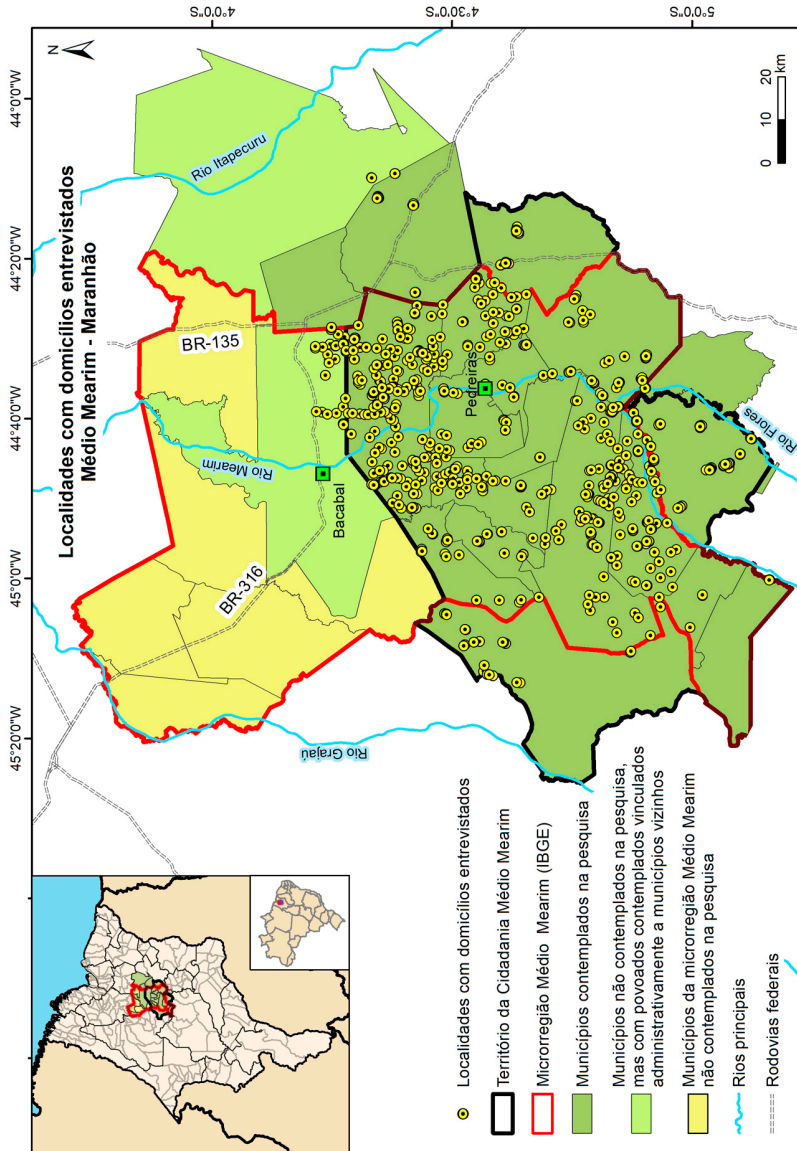 Localidades com domicílios entrevistados
Médio Mearim - Maranhão
N
45°20'0"W
45°0'0"W
44°40'0"W
44°20'0"W
44°0'0"W
4°0'0"S
4°30'0"S
5°0'0"S
Rio Itapecuru
BR-135
Rio Mearim
BR-316
Rio Grajaú
Bacabal
Pedreiras
Rio Flores
0 10 20
km
Localidades com domicílios entrevistados
Território da Cidadania Médio Mearim
Microrregião Médio Mearim (IBGE)
Municípios contemplados na pesquisa
Municípios não contemplados na pesquisa,
mas com povoados contemplados vinculados
administrativamente a municípios vizinhos
Municípios da microrregião Médio Mearim
não contemplados na pesquisa
Rios principais
Rodovias federais